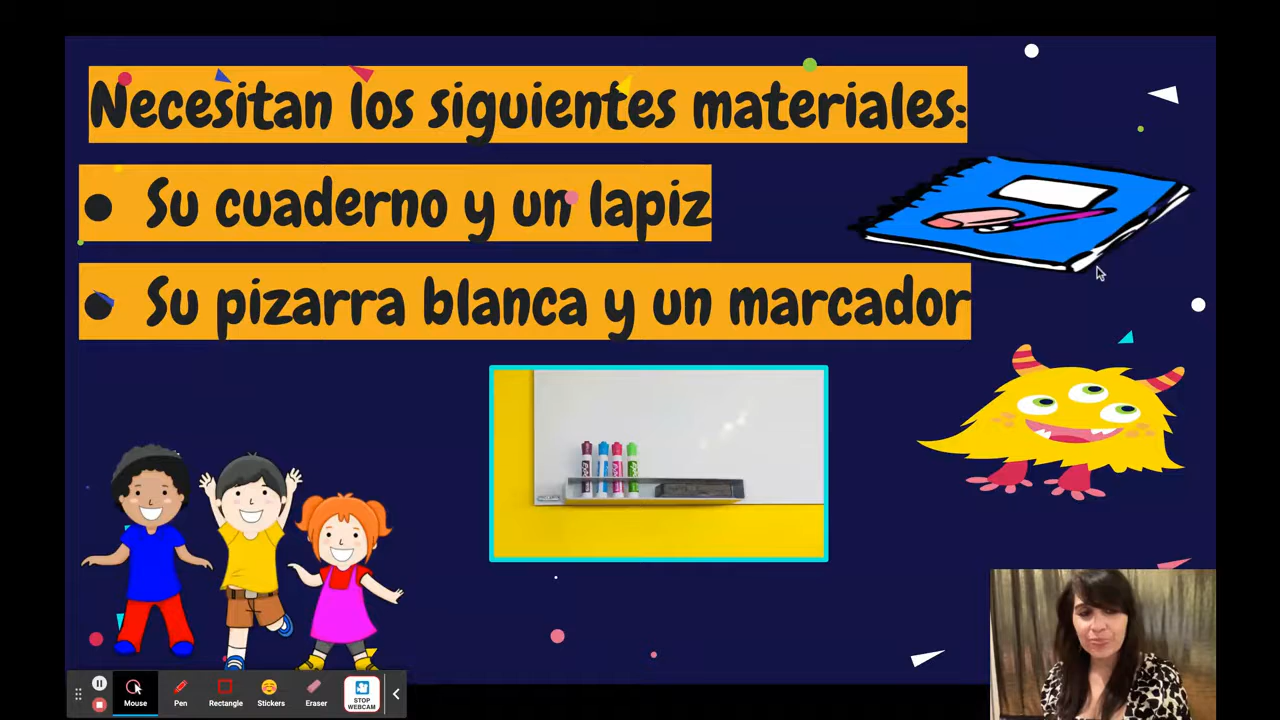 Necesitan los siguientes materiales:
● Su cuaderno y un lapiz
● Su pizarra blanca y un marcador
Mouse
Pen
Rectangle
Stickers
Eraser
STOP
WEBCAM